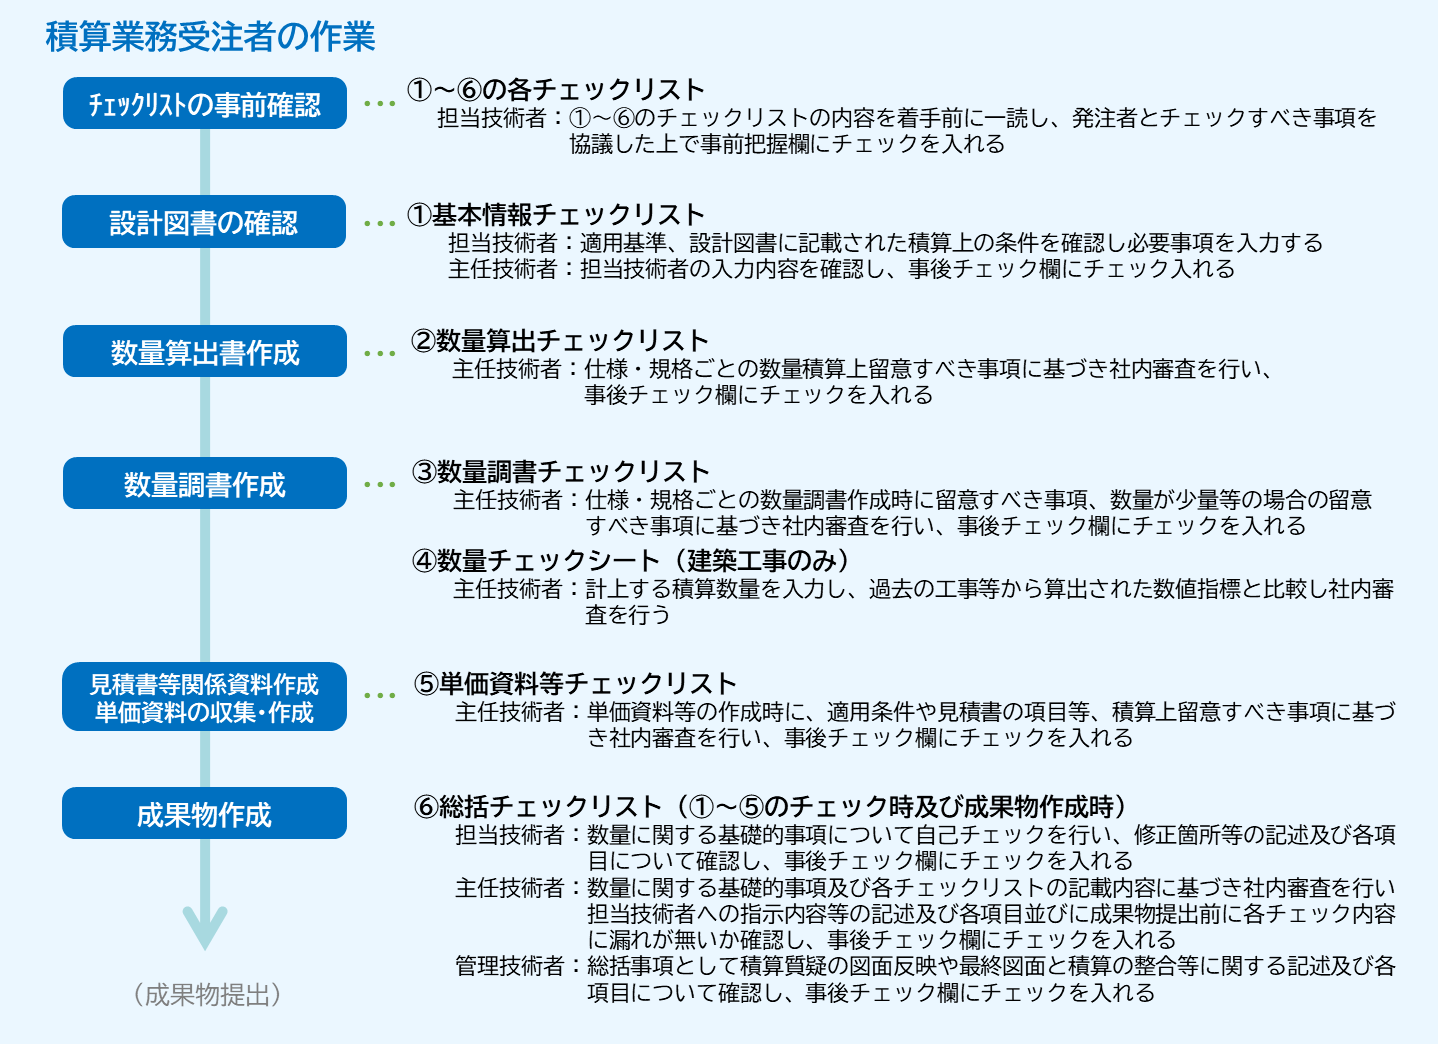 積算業務受注者の作業
チェックリストの事前確認
①～⑥の各チェックリスト
担当技術者：①～⑥のチェックリストの内容を着手前に一読し、発注者とチェックすべき事項を
協議した上で事前把握欄にチェックを入れる
設計図書の確認
①基本情報チェックリスト
担当技術者：適用基準、設計図書に記載された積算上の条件を確認し必要事項を入力する
主任技術者：担当技術者の入力内容を確認し、事後チェック欄にチェック入れる
数量算出書作成
②数量算出チェックリスト
主任技術者：仕様・規格ごとの数量積算上留意すべき事項に基づき社内審査を行い、
事後チェック欄にチェックを入れる
数量調書作成
③数量調書チェックリスト
主任技術者：仕様・規格ごとの数量調書作成時に留意すべき事項、数量が少量等の場合の留意
すべき事項に基づき社内審査を行い、事後チェック欄にチェックを入れる
④数量チェックシート（建築工事のみ）
主任技術者：計上する積算数量を入力し、過去の工事等から算出された数値指標と比較し社内審
査を行う
見積書等関係資料作成
単価資料の収集・作成
⑤単価資料等チェックリスト
主任技術者：単価資料等の作成時に、適用条件や見積書の項目等、積算上留意すべき事項に基づ
き社内審査を行い、事後チェック欄にチェックを入れる
成果物作成
⑥総括チェックリスト（①～⑤のチェック時及び成果物作成時）
担当技術者：数量に関する基礎的事項について自己チェックを行い、修正箇所等の記述及び各項
目について確認し、事後チェック欄にチェックを入れる
主任技術者：数量に関する基礎的事項及び各チェックリストの記載内容に基づき社内審査を行い
担当技術者への指示内容等の記述及び各項目並びに成果物提出前に各チェック内容
に漏れが無いか確認し、事後チェック欄にチェックを入れる
管理技術者：総括事項として積算質疑の図面反映や最終図面と積算の整合等に関する記述及び各
項目について確認し、事後チェック欄にチェックを入れる
（成果物提出）